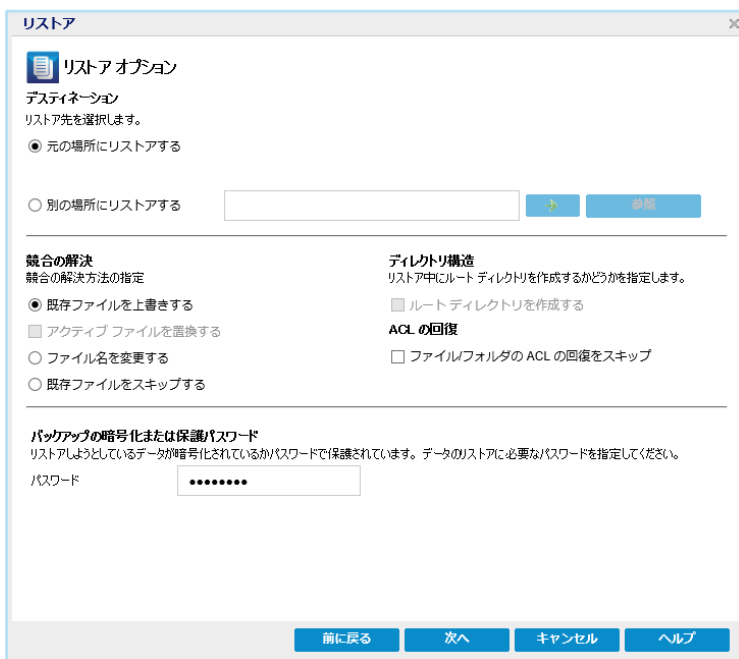 リストア
リストア オプション
デスティネーション
リストア先を選択します。
元の場所にリストアする
別の場所にリストアする
参照
競合の解決
競合の解決方法の指定
既存ファイルを上書きする
アクティブ ファイルを置換する
ファイル名を変更する
既存ファイルをスキップする
ディレクトリ構造
リストア中にルート ディレクトリを作成するかどうかを指定します。
ルート ディレクトリを作成する
ACL の回復
ファイル/フォルダの ACL の回復をスキップ
バックアップの暗号化または保護パスワード
リストアしようとしているデータが暗号化されているかパスワードで保護されています。データのリストアに必要なパスワードを指定してください。
パスワード
••••••••
前に戻る 次へ キャンセル ヘルプ